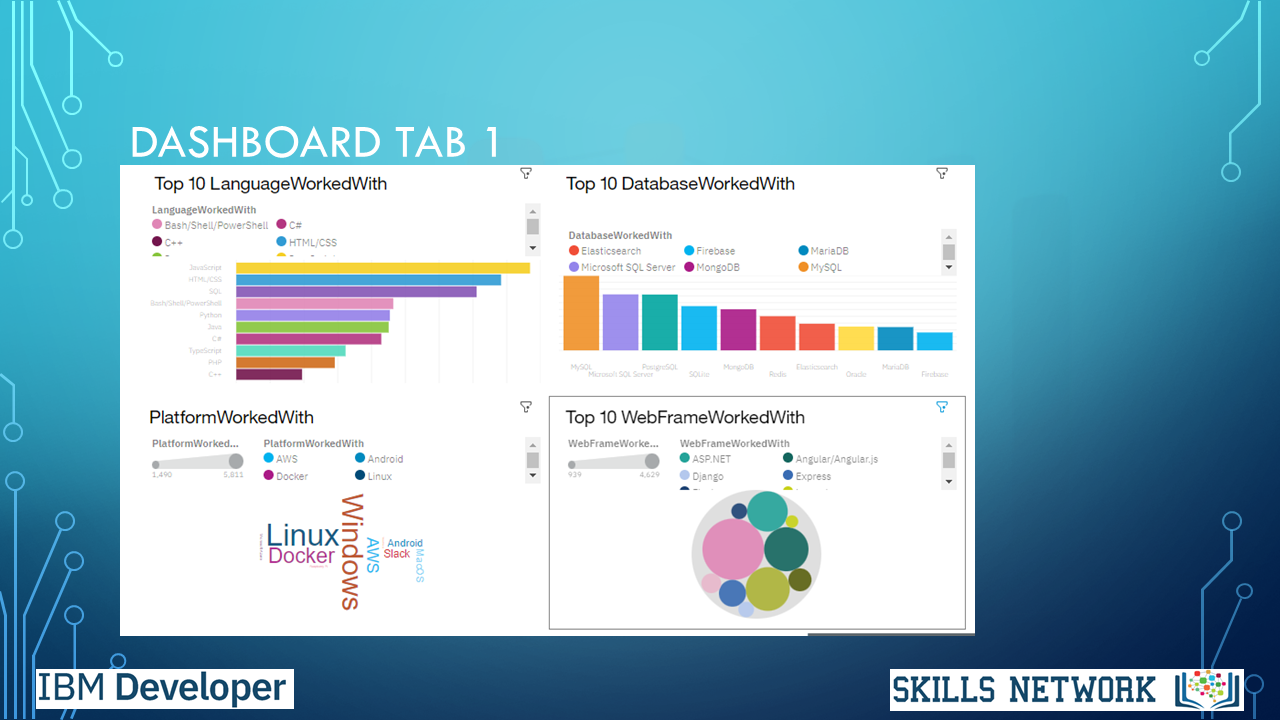 DASHBOARD TAB 1
Top 10 LanguageWorkedWith
LanguageWorkedWith
Bash/Shell/PowerShell C#
C++ HTML/CSS
JavaScript
HTML/CSS
SQL
Bash/Shell/PowerShell
Python
Java
C#
TypeScript
PHP
C++
Top 10 DatabaseWorkedWith
DatabaseWorkedWith
Elasticsearch Firebase MariaDB
Microsoft SQL Server MongoDB MySQL
MySQL PostgreSQL MongoDB Elasticsearch MariaDB
Microsoft SQL Server SQLite Redis Oracle Firebase
PlatformWorkedWith
PlatformWorked... PlatformWorkedWith
AWS Android
1,490 5,811 Docker Linux
Linux
Docker
Windows
AWS
Android
Slack
MacOS
Top 10 WebFrameWorkedWith
WebFrameWorke... WebFrameWorkedWith
ASP.NET Angular/Angular.js
939 4,629 Django Express
IBM Developer
SKILLS NETWORK